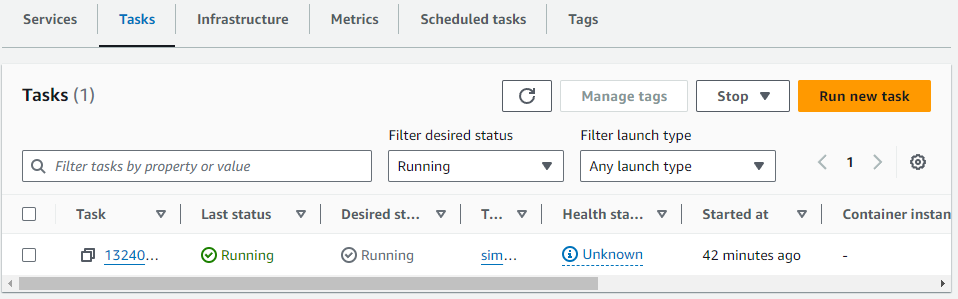 Services Tasks Infrastructure Metrics Scheduled tasks Tags
Tasks (1) Manage tags Stop Run new task
Filter desired status Filter launch type
Filter tasks by property or value Running Any launch type 1
Task Last status Desired st... T... Health sta... Started at Container instan
13240... Running Running sim... Unknown 42 minutes ago -